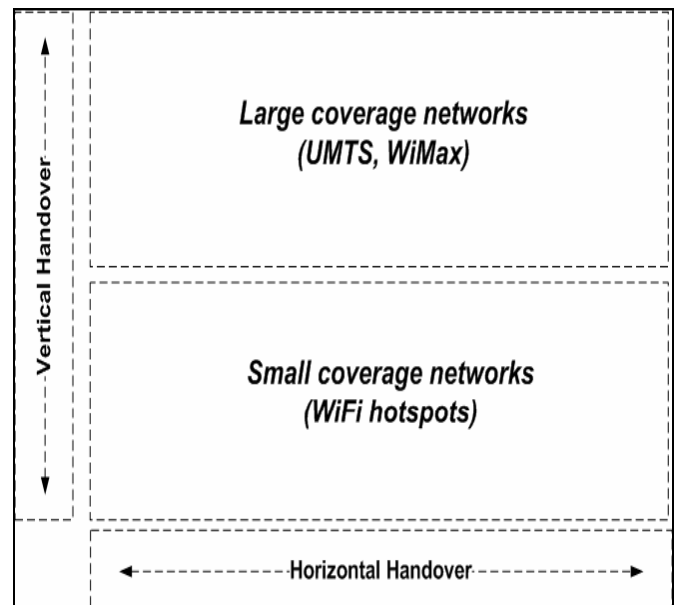 Large coverage networks
(UMTS, WiMax)
Vertical Handover
Small coverage networks
(WiFi hotspots)
Horizontal Handover